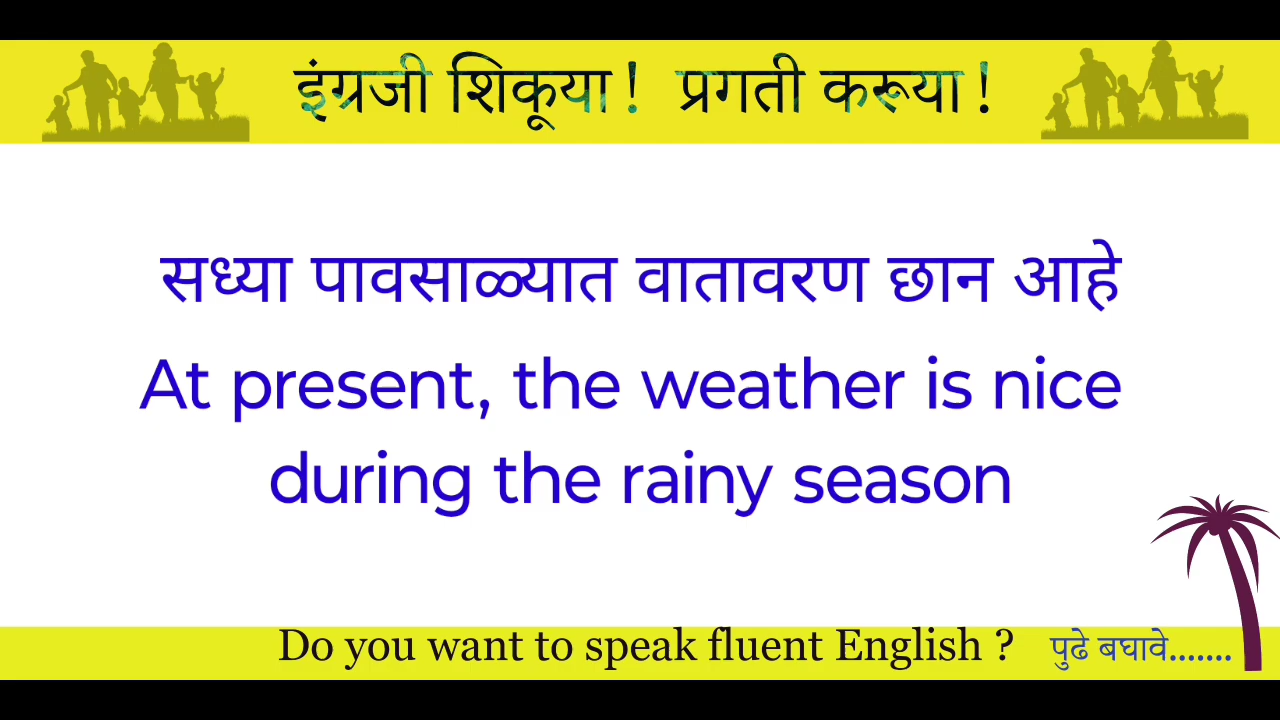 इंग्रजी शिकूया! प्रगती करूया!
सध्या पावसाळ्यात वातावरण छान आहे
At present, the weather is nice
during the rainy season
Do you want to speak fluent English ? पुढे बघावे.......